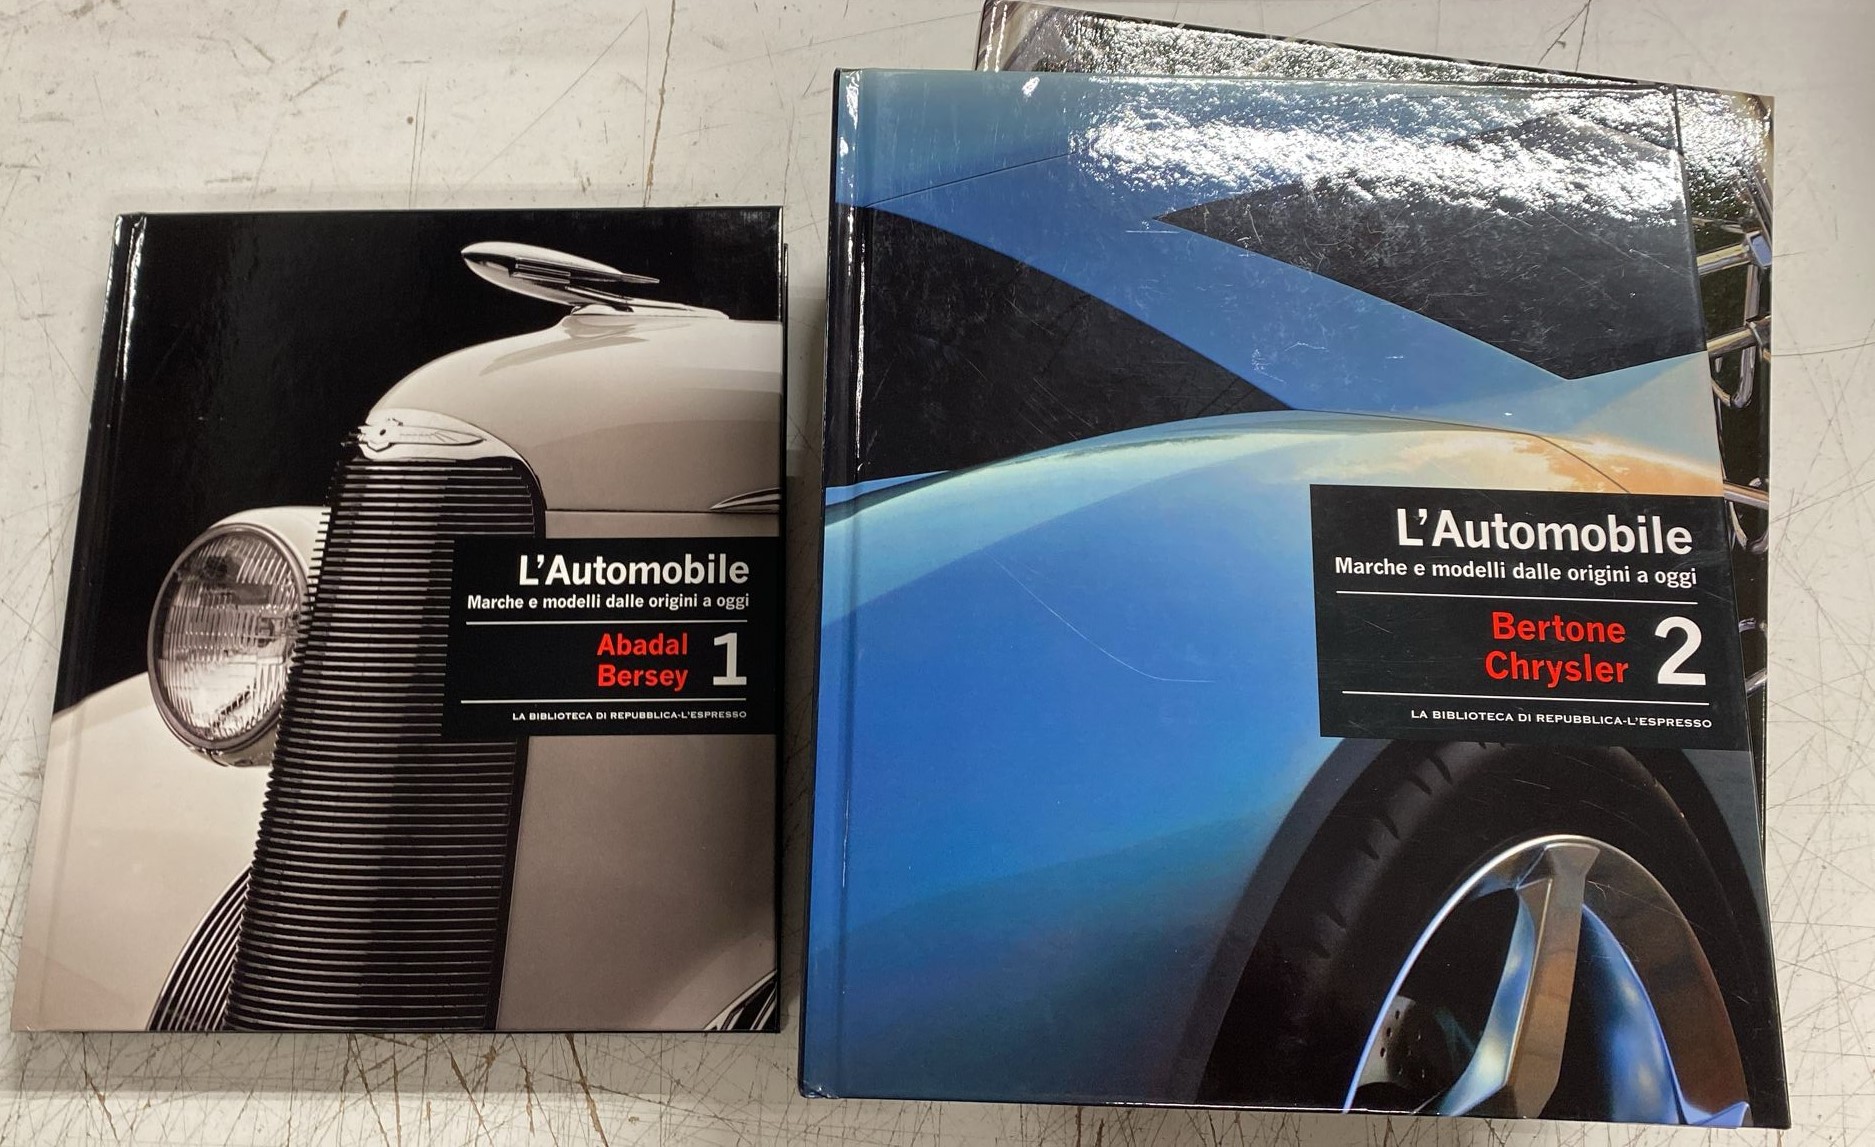 L'Automobile
Marche e modelli dalle origini a oggi
Abadal
Bersey
1
LA BIBLIOTECA DI REPUBBLICA-L'ESPRESSO
L'Automobile
Marche e modelli dalle origini a oggi
Bertone
Chrysler
2
LA BIBLIOTECA DI REPUBBLICA-L'ESPRESSO